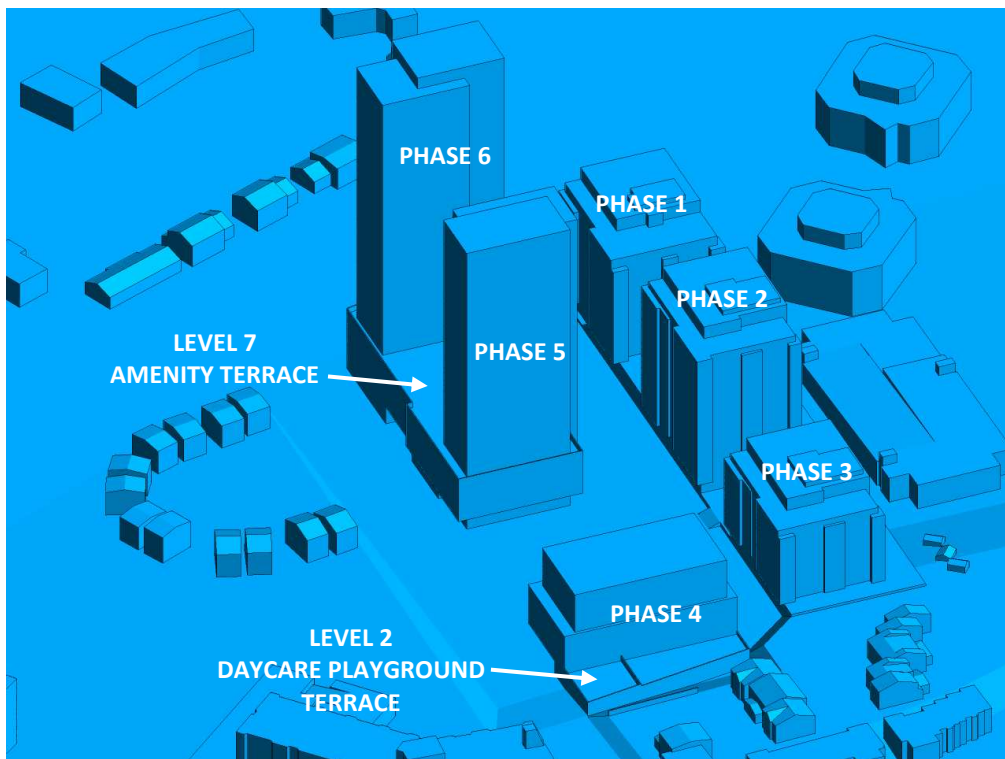 PHASE 6
PHASE 1
PHASE 2
LEVEL 7
AMENITY TERRACE
PHASE 5
PHASE 3
PHASE 4
LEVEL 2
DAYCARE PLAYGROUND
TERRACE